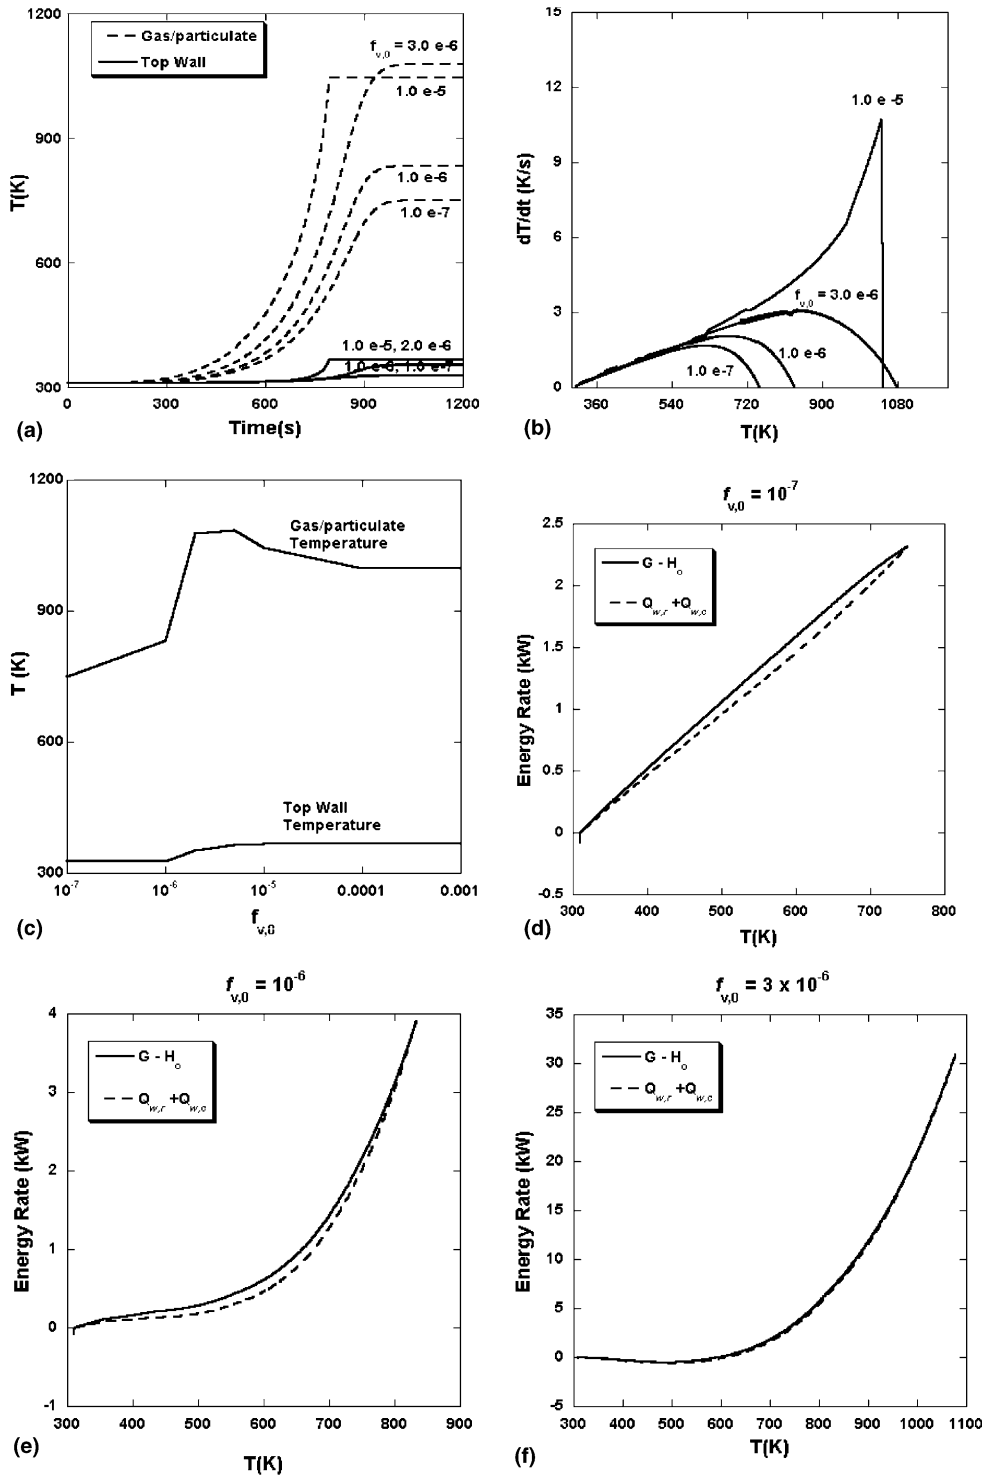 1200
900
600
300
T(K)
Gas/particulate
Top Wall
f v,0 = 3.0 e-6
1.0 e-5
1.0 e-6
1.0 e-7
1.0 e-5, 2.0 e-6
1.0 e-6, 1.0 e-7
0 300 600 900 1200
Time(s)
(a)
15
12
9
6
3
0
dT/dt (K/s)
1.0 e -5
f v,0 = 3.0 e-6
1.0 e-6
1.0 e-7
360 540 720 900 1080
T(K)
(b)
1200
900
600
300
T (K)
Gas/particulate
Temperature
Top Wall
Temperature
10-7 10-6 10-5 0.0001 0.001
f v,0
(c)
f v,0 = 10-7
2.5
2
1.5
1
0.5
0
-0.5
Energy Rate (kW)
G - Ho
Qw,r +Qw,c
300 400 500 600 700 800
T(K)
(d)
f v,0 = 10-6
4
3
2
1
0
-1
Energy Rate (kW)
G - Ho
Qw,r +Qw,c
300 400 500 600 700 800 900
T(K)
(e)
f v,0 = 3 x 10-6
35
30
25
20
15
10
5
0
-5
Energy Rate (kW)
G - Ho
Qw,r +Qw,c
300 400 500 600 700 800 900 1000 1100
T(K)
(f)